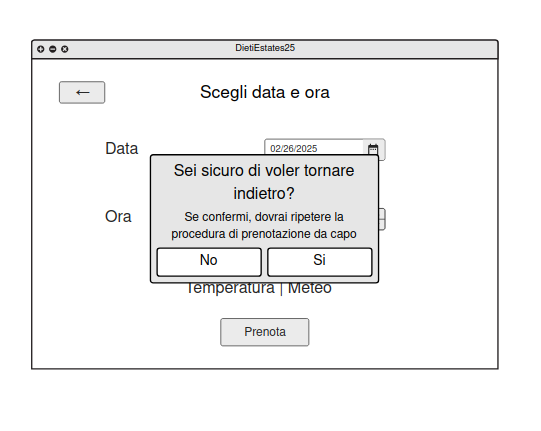 DietiEstates25
←
Scegli data e ora
Data
02/26/2025
Sei sicuro di voler tornare
indietro?
Ora
Se confermi, dovrai ripetere la
procedura di prenotazione da capo
No
Si
Temperatura | Meteo
Prenota